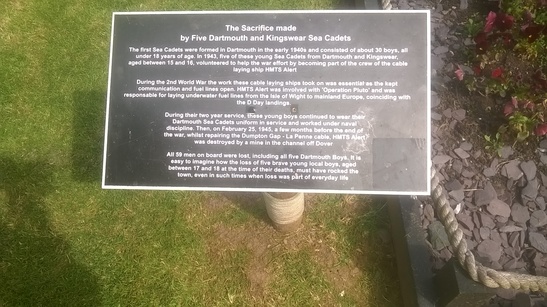 The Sacrifice made
by Five Dartmouth and Kingswear Sea Cadets
The first Sea Cadets were formed in Dartmouth in the early 1940s and consisted of about 30 boys, all
under 18 years of age. In 1943, five of these young Sea Cadets from Dartmouth and Kingswear,
aged between 15 and 16, volunteered to help the war effort by becoming part of the crew of the cable
laying ship HMTS Alert
During the 2nd World War the work these cable laying ships took on was essential as the kept
communication and fuel lines open. HMTS Alert was involved with 'Operation Pluto' and was
responsible for laying underwater fuel lines from the Isle of Wight to mainland Europe, coinciding with
the D Day landings.
During their two year service, these young boys continued to wear their
Dartmouth Sea Cadets uniform in service and worked under naval
discipline. Then, on February 25, 1945, a few months before the end of
the war, whilst repairing the Dumpton Gap - La Penne cable, HMTS Alert
was destroyed by a mine in the channel off Dover
All 59 men on board were lost, including all five Dartmouth Boys. It is
easy to imagine how the loss of five brave young local boys, aged
between 17 and 18 at the time of their deaths, must have rocked the
town, even in such times when loss was part of everyday life